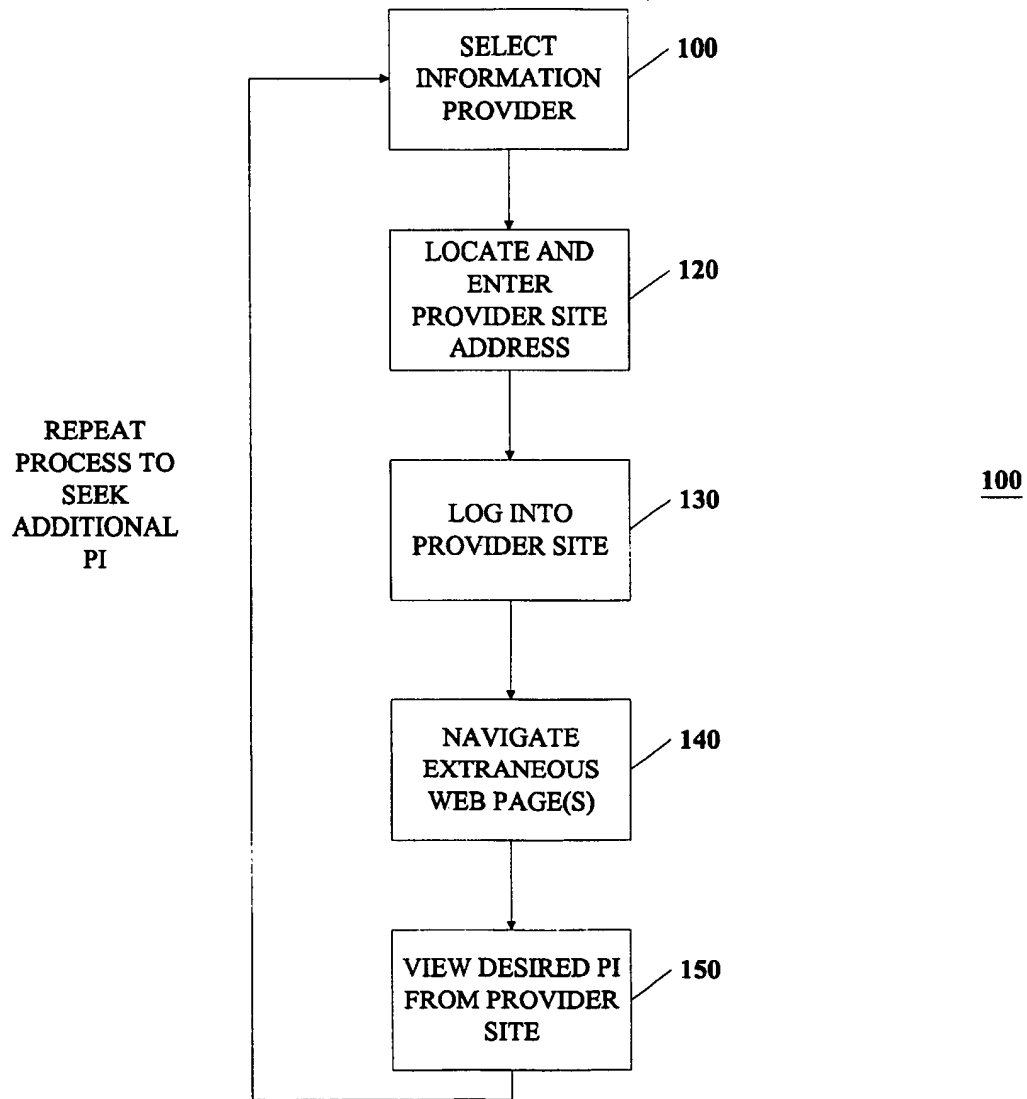 SELECT
INFORMATION
PROVIDER
100
LOCATE AND
ENTER
PROVIDER SITE
ADDRESS
120
REPEAT
PROCESS TO
SEEK
ADDITIONAL
PI
LOG INTO
PROVIDER SITE
130
100
NAVIGATE
EXTRANEOUS
WEB PAGE(S)
140
VIEW DESIRED PI
FROM PROVIDER
SITE
150